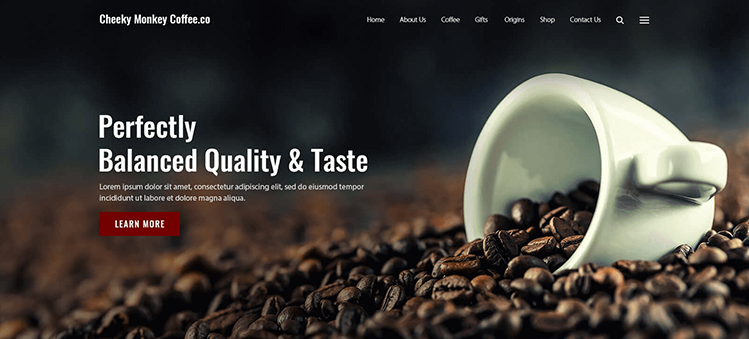 Cheeky Monkey Coffee.co
Home About Us Coffee Gifts Origins Shop Contact Us
Perfectly
Balanced Quality & Taste
Lorem ipsum dolor sit amet, consectetur adipiscing elit, sed do eiusmod tempor
incididunt ut labore et dolore magna aliqua.
LEARN MORE